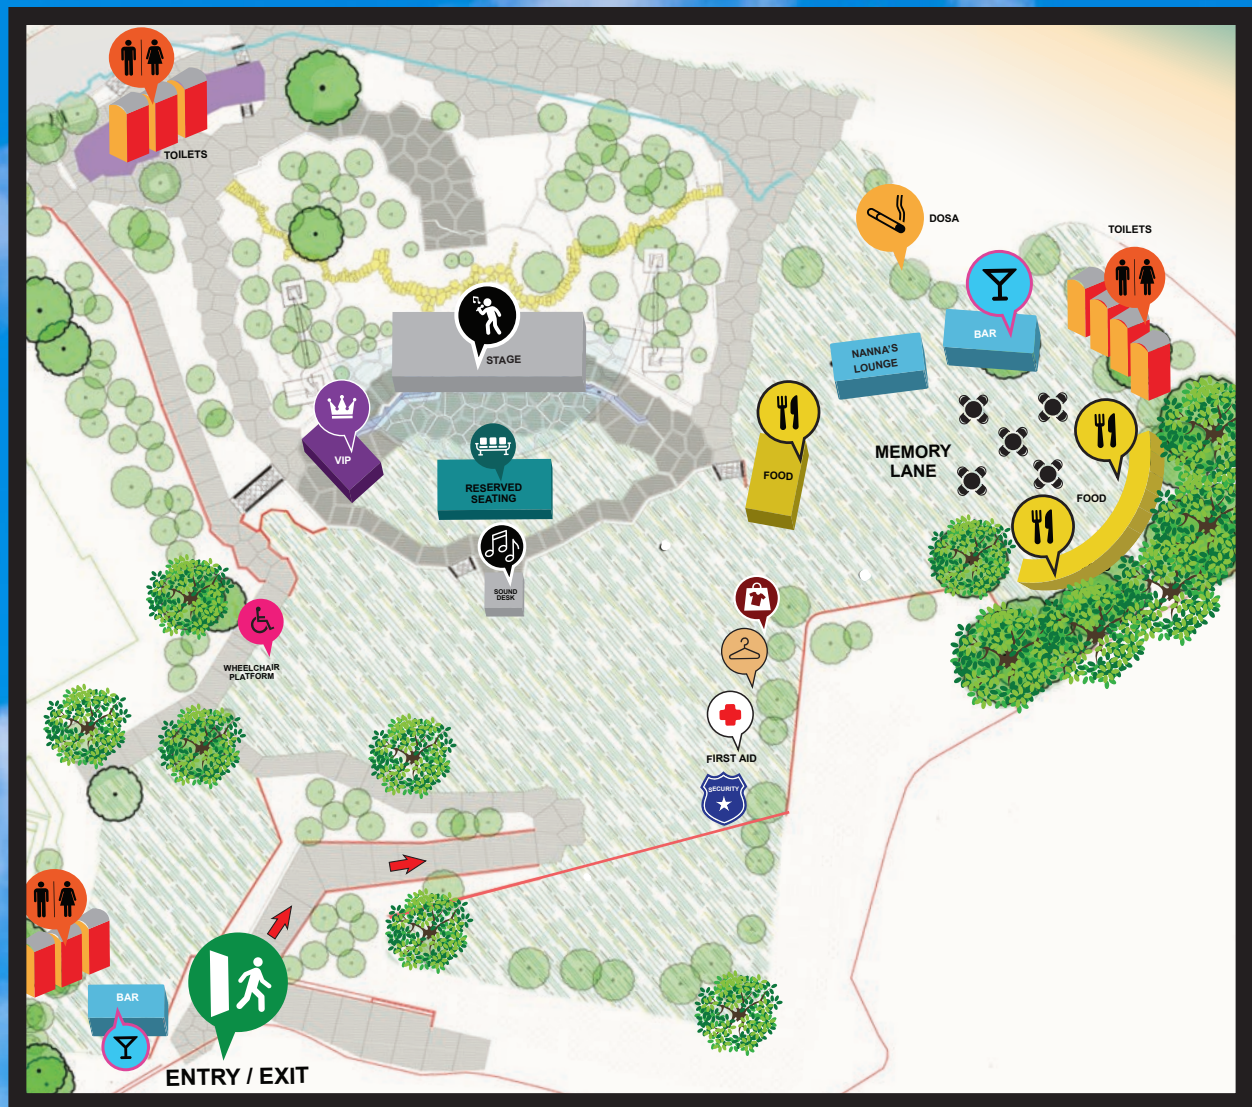 TOILETS
DOSA
TOILETS
BAR
NANNA'S
LOUNGE
STAGE
VIP
RESERVED
SEATING
FOOD
MEMORY
LANE
FOOD
SOUND
DESK
WHEELCHAIR
PLATFORM
FIRST AID
SECURITY
BAR
ENTRY / EXIT